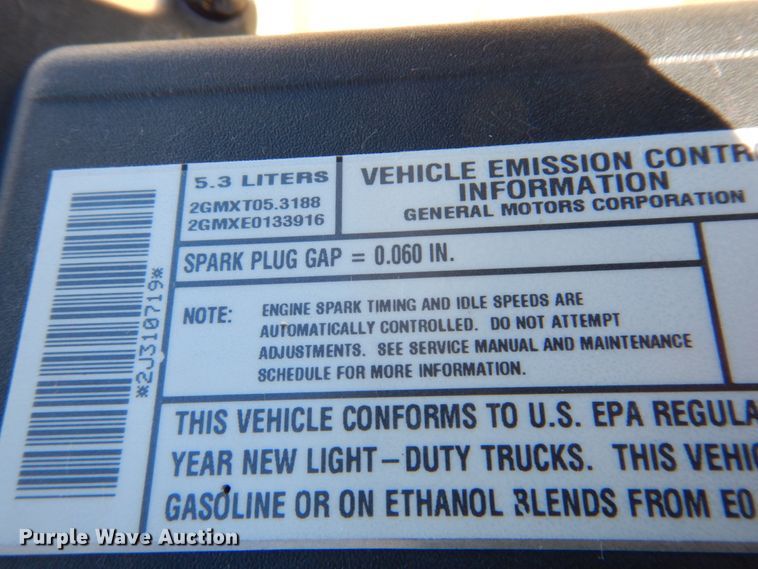 5.3 LITERS
2GMXT05.3188
2GMXE0133916
VEHICLE EMISSION CONTR
INFORMATION
GENERAL MOTORS CORPORATION
SPARK PLUG GAP = 0.060 IN.
NOTE: ENGINE SPARK TIMING AND IDLE SPEEDS ARE
AUTOMATICALLY CONTROLLED. DO NOT ATTEMPT
ADJUSTMENTS. SEE SERVICE MANUAL AND MAINTENANCE
SCHEDULE FOR MORE INFORMATION.
*2J310719*
THIS VEHICLE CONFORMS TO U.S. EPA REGULA
YEAR NEW LIGHT-DUTY TRUCKS. THIS VEHIC
GASOLINE OR ON ETHANOL BLENDS FROM E0
Purple Wave Auction